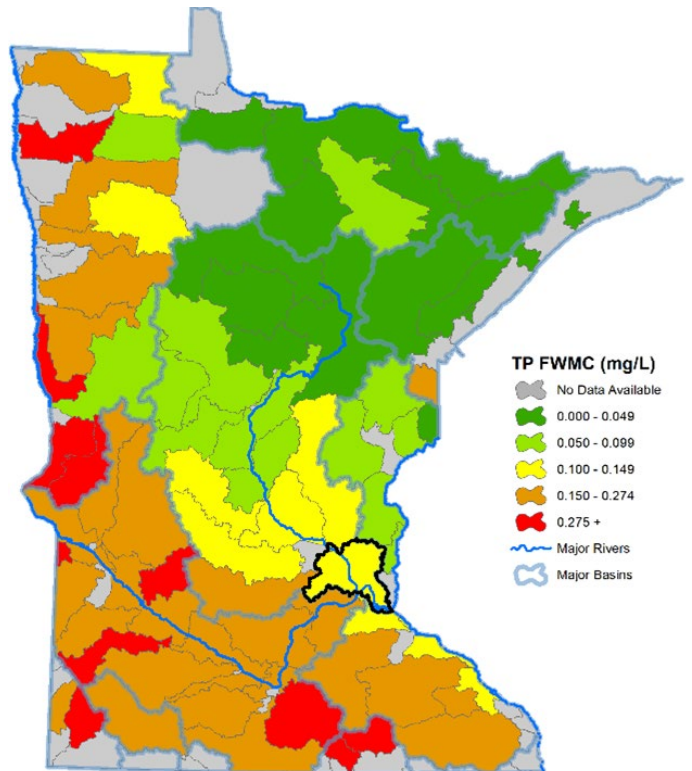 TP FWMC (mg/L)
No Data Available
0.000 - 0.049
0.050 - 0.099
0.100 - 0.149
0.150 - 0.274
0.275 +
Major Rivers
Major Basins